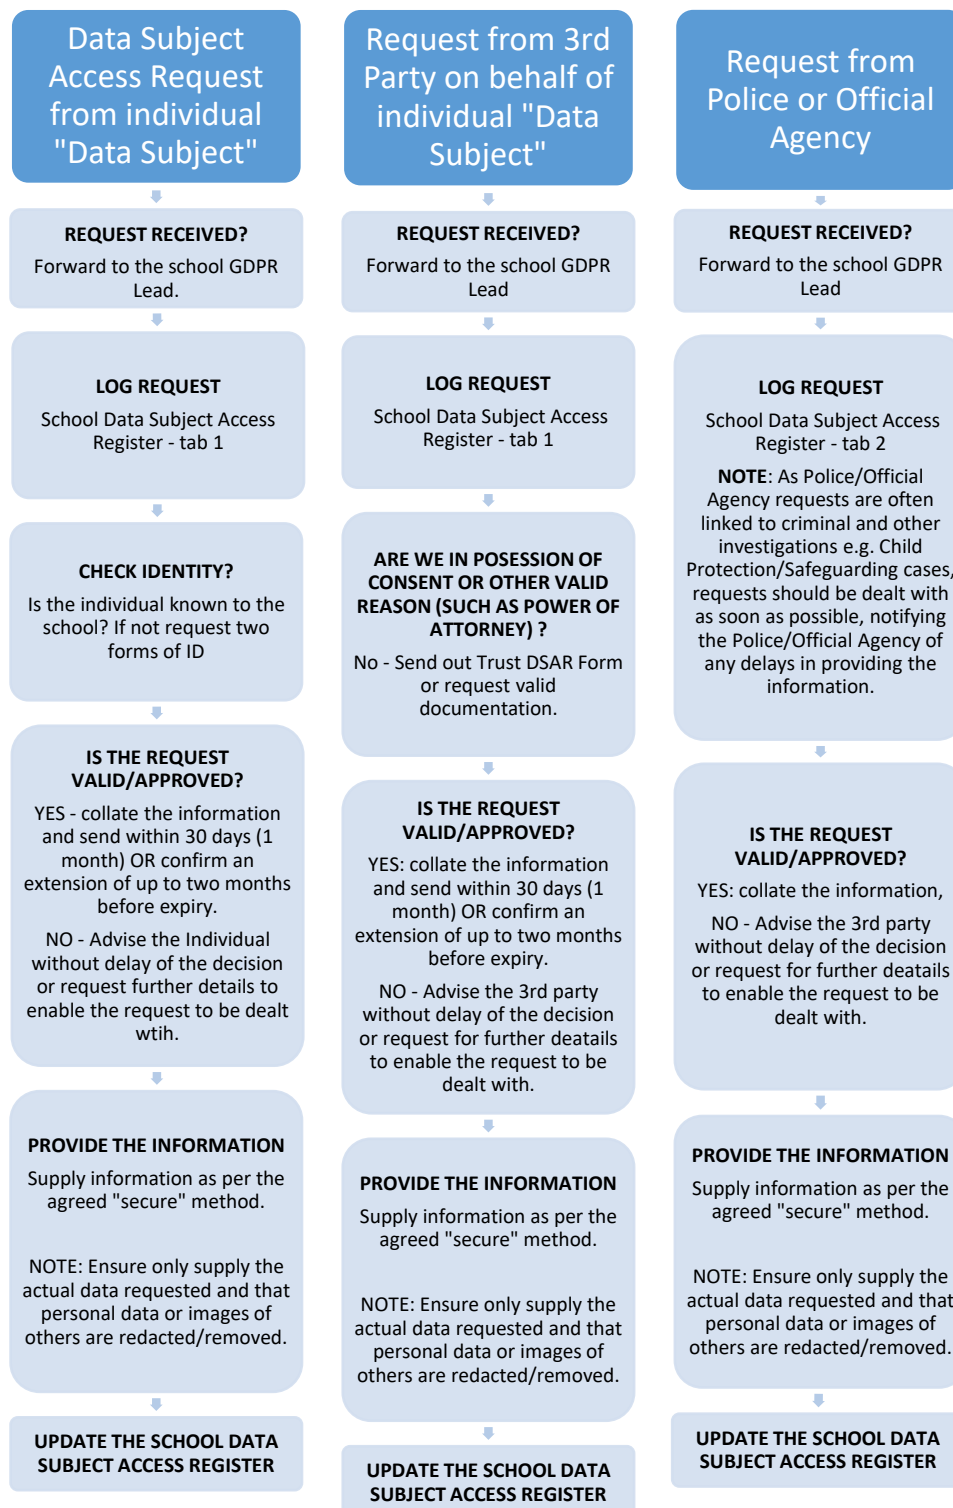 Data Subject
Access Request
from individual
"Data Subject"
REQUEST RECEIVED?
Forward to the school GDPR
Lead.
LOG REQUEST
School Data Subject Access
Register - tab 1
CHECK IDENTITY?
Is the individual known to the
school? If not request two
forms of ID
IS THE REQUEST
VALID/APPROVED?
YES - collate the information
and send within 30 days (1
month) OR confirm an
extension of up to two months
before expiry.
NO - Advise the Individual
without delay of the decision
or request further details to
enable the request to be dealt
wtih.
PROVIDE THE INFORMATION
Supply information as per the
agreed "secure" method.
NOTE: Ensure only supply the
actual data requested and that
personal data or images of
others are redacted/removed.
UPDATE THE SCHOOL DATA
SUBJECT ACCESS REGISTER
Request from 3rd
Party on behalf of
individual "Data
Subject"
REQUEST RECEIVED?
Forward to the school GDPR
Lead
LOG REQUEST
School Data Subject Access
Register - tab 1
ARE WE IN POSESSION OF
CONSENT OR OTHER VALID
REASON (SUCH AS POWER OF
ATTORNEY) ?
No - Send out Trust DSAR Form
or request valid
documentation.
IS THE REQUEST
VALID/APPROVED?
YES: collate the information
and send within 30 days (1
month) OR confirm an
extension of up to two months
before expiry.
NO - Advise the 3rd party
without delay of the decision
or request for further deatails
to enable the request to be
dealt with.
PROVIDE THE INFORMATION
Supply information as per the
agreed "secure" method.
NOTE: Ensure only supply the
actual data requested and that
personal data or images of
others are redacted/removed.
UPDATE THE SCHOOL DATA
SUBJECT ACCESS REGISTER
Request from
Police or Official
Agency
REQUEST RECEIVED?
Forward to the school GDPR
Lead
LOG REQUEST
School Data Subject Access
Register - tab 2
NOTE: As Police/Official
Agency requests are often
linked to criminal and other
investigations e.g. Child
Protection/Safeguarding cases,
requests should be dealt with
as soon as possible, notifying
the Police/Official Agency of
any delays in providing the
information.
IS THE REQUEST
VALID/APPROVED?
YES: collate the information,
NO - Advise the 3rd party
without delay of the decision
or request for further deatails
to enable the request to be
dealt with.
PROVIDE THE INFORMATION
Supply information as per the
agreed "secure" method.
NOTE: Ensure only supply the
actual data requested and that
personal data or images of
others are redacted/removed.
UPDATE THE SCHOOL DATA
SUBJECT ACCESS REGISTER